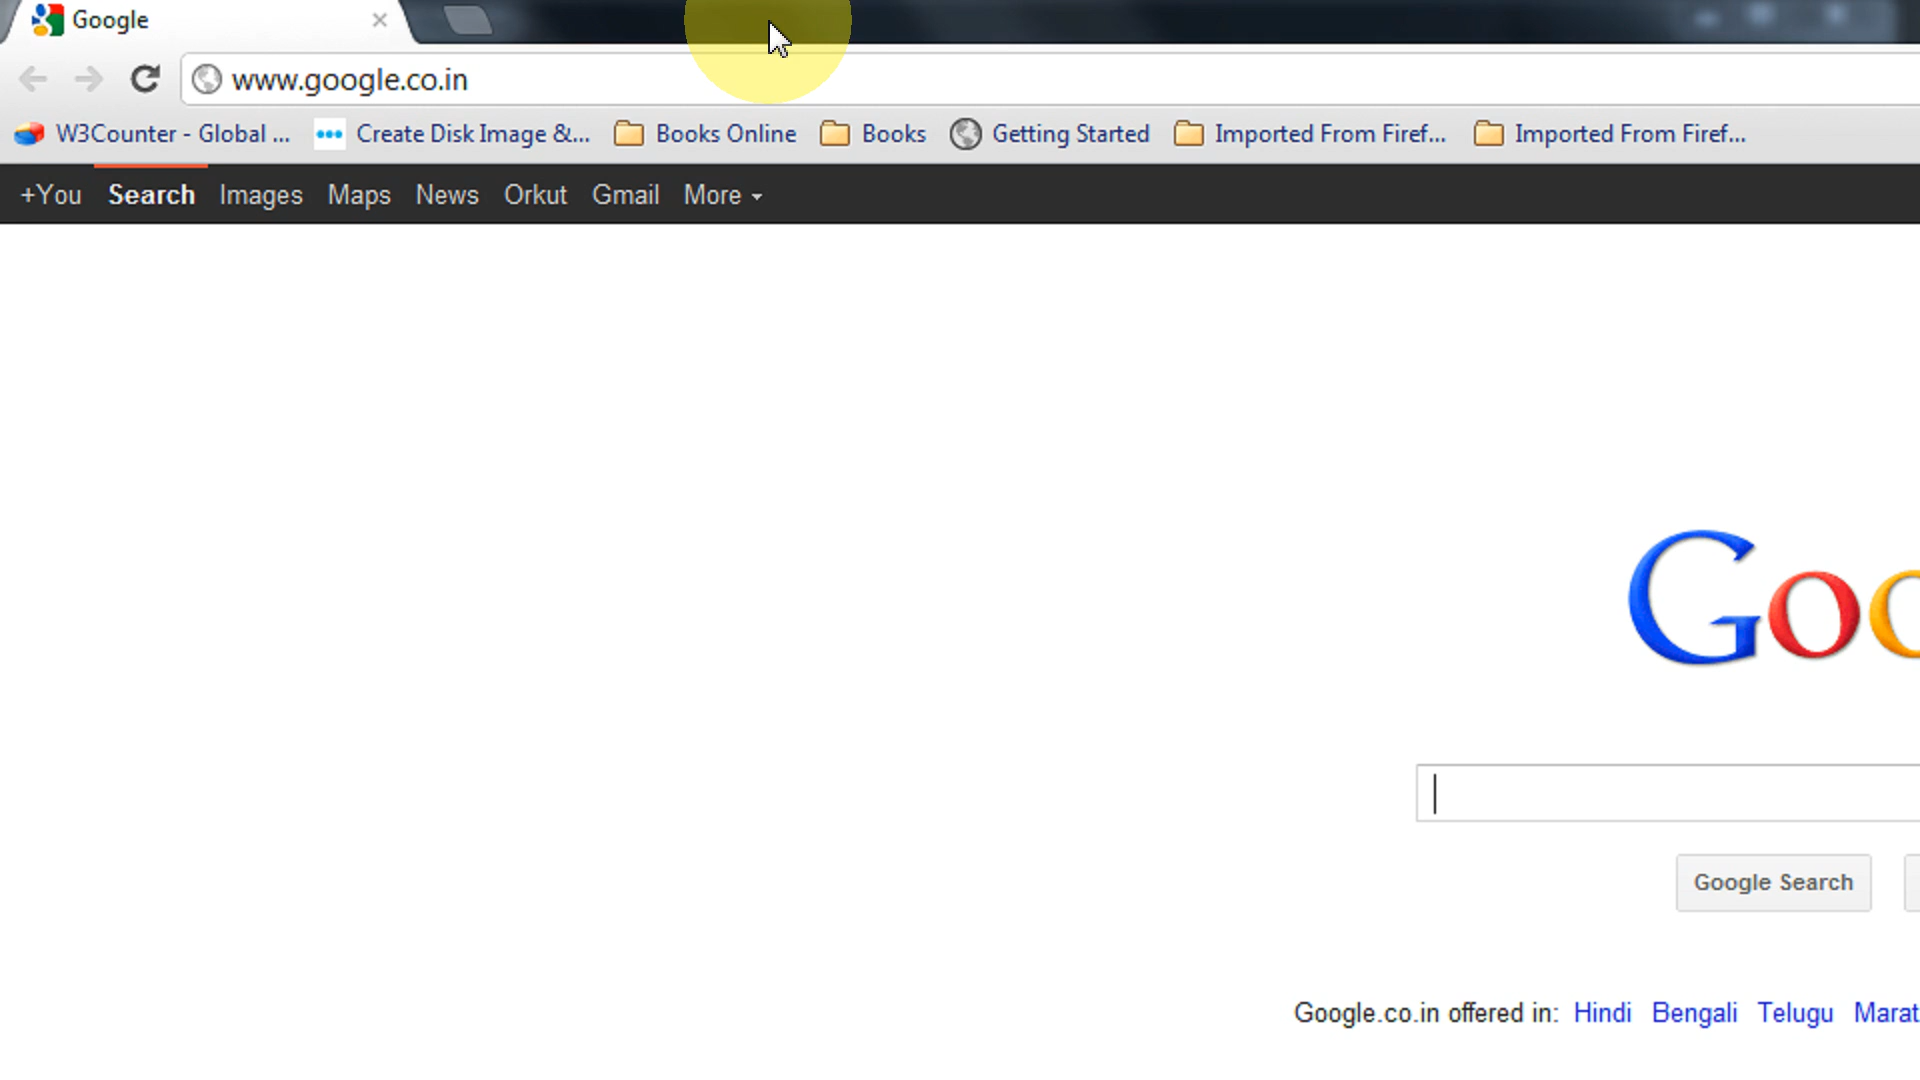 Google
www.google.co.in
W3Counter - Global ... Create Disk Image &... Books Online Books Getting Started Imported From Firef... Imported From Firef...
+You Search Images Maps News Orkut Gmail More
Goo
Google Search
Google.co.in offered in: Hindi Bengali Telugu Marat